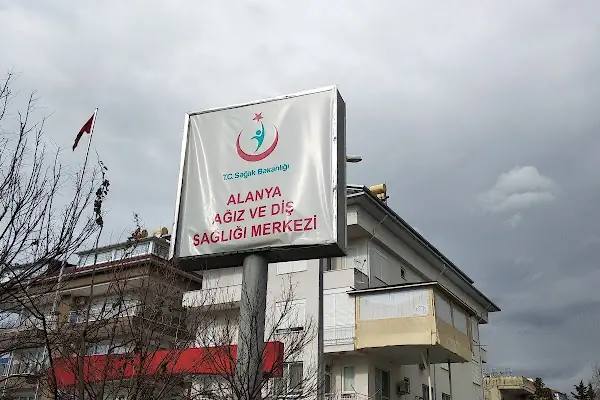 T.C. Sağlık Bakanlığı
ALANYA
AĞIZ VE DİŞ
SAĞLIĞI MERKEZİ